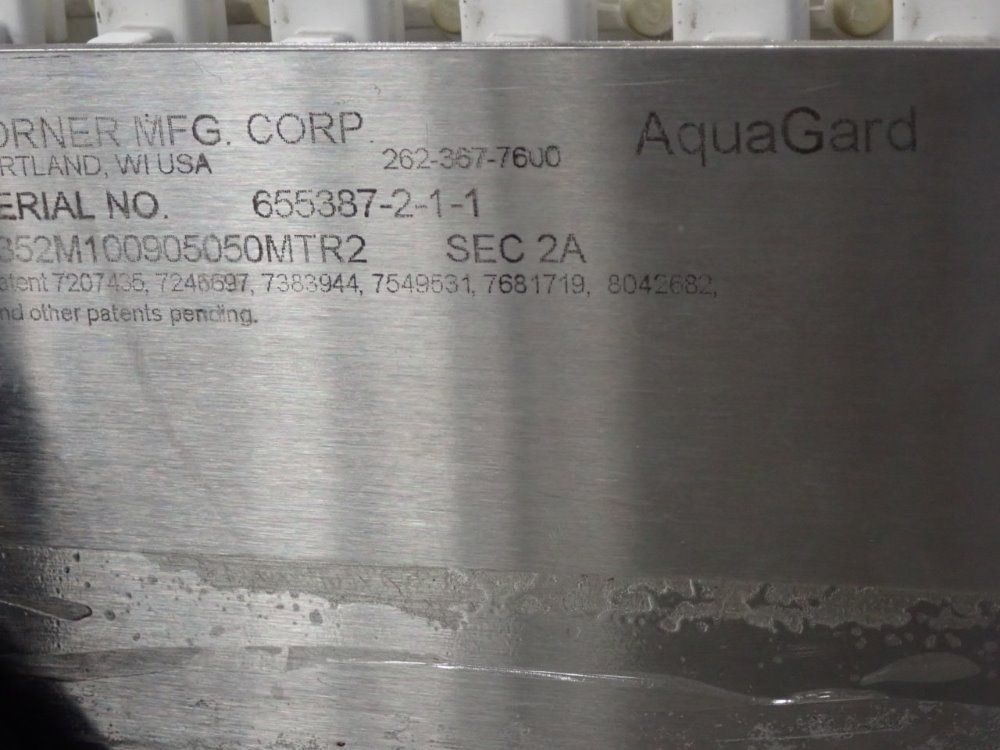 ORNER MFG. CORP.
AquaGard
RTLAND, WI USA 262-367-7600
ERIAL NO. 655387-2-1-1
352M100905050MTR2 SEC 2A
atent 7207435, 7246697, 7383944, 7549531, 7681719, 8042682,
nd other patents pending.